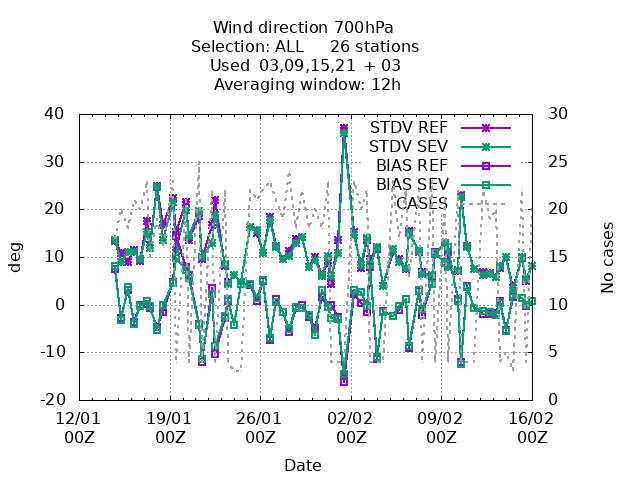 Wind direction 700hPa
Selection: ALL 26 stations
Used 03,09,15,21 + 03
Averaging window: 12h
40
30
20
10
0
-10
-20
deg
30
25
20
15
10
5
0
No cases
STDV REF
STDV SEV
BIAS REF
BIAS SEV
CASES
12/01 19/01 26/01 02/02 09/02 16/02
00Z 00Z 00Z 00Z 00Z 00Z
Date